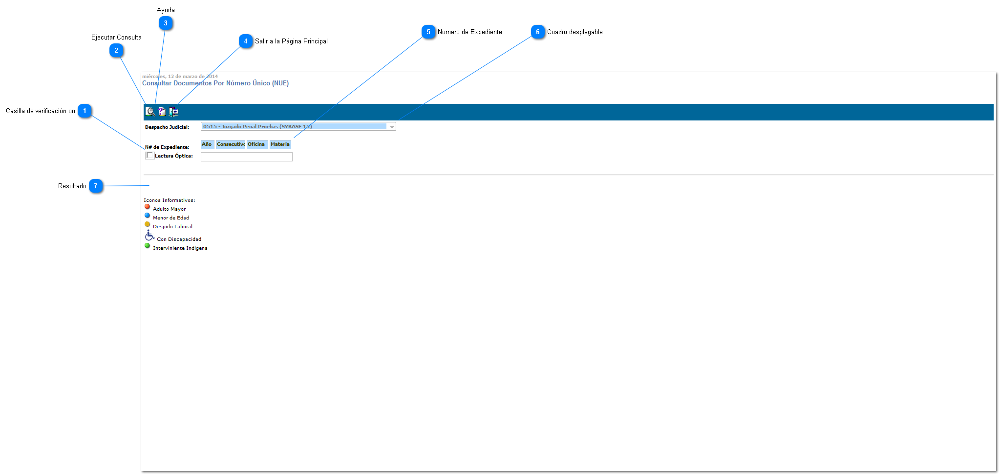 Ayuda
3
Ejecutar Consulta
2
4 Salir a la Página Principal
5 Numero de Expediente
6 Cuadro desplegable
miércoles, 12 de marzo de 2014
Consultar Documentos Por Número Único (NUE)
Casilla de verificación on 1
Despacho Judicial: 0515 - Juzgado Penal Pruebas (SYBASE 15)
N# de Expediente: Año Consecutivo Oficina Materia
Lectura Óptica:
Resultado 7
Iconos Informativos:
Adulto Mayor
Menor de Edad
Despido Laboral
Con Discapacidad
Interviniente Indígena